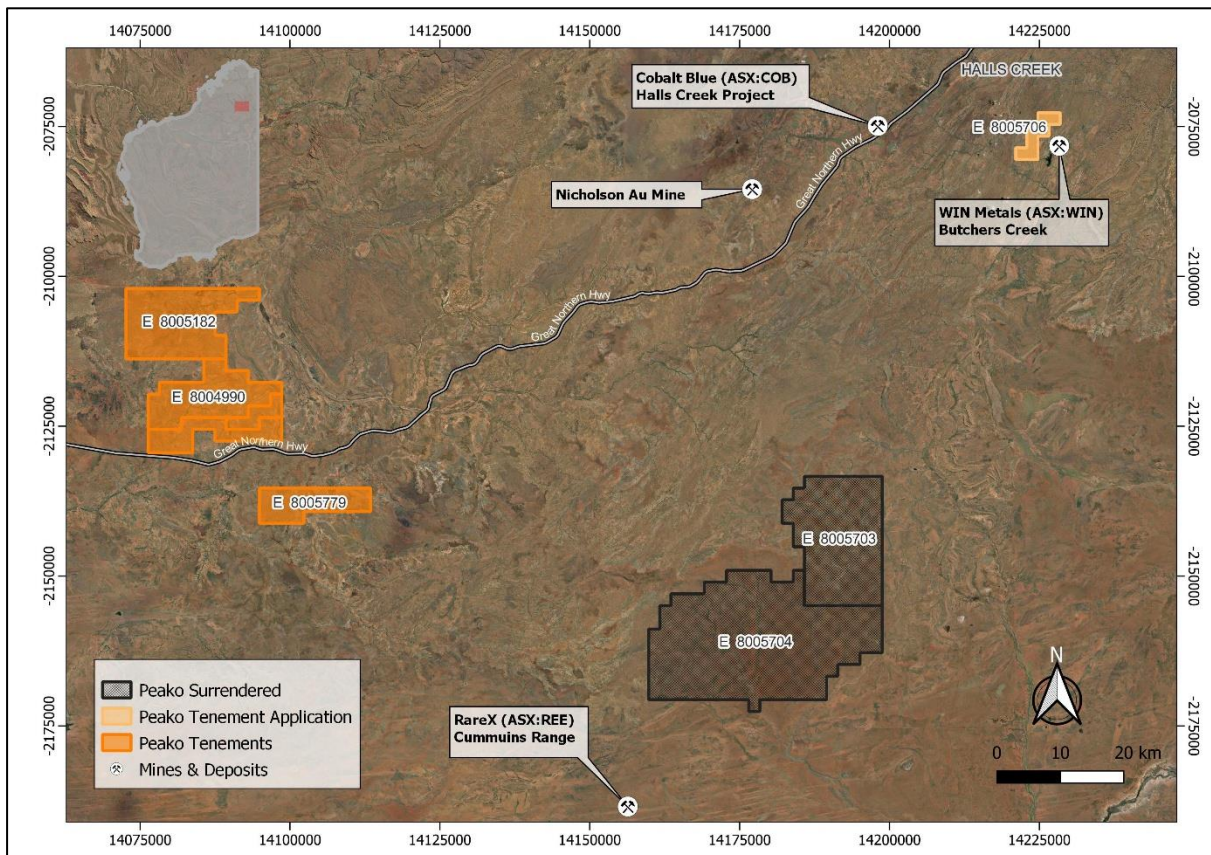 14075000
14100000
14125000
14150000
14175000
14200000
14225000
HALLS CREEK
Cobalt Blue (ASX:COB)
Halls Creek Project
-2075000
-2075000
E 8005706
Great Northern Hwy
Nicholson Au Mine
WIN Metals (ASX:WIN)
Butchers Creek
-2100000
-2100000
E 8005182
Great Northern Hwy
E 8004990
-2125000
-2125000
Great Northern Hwy
E 8005779
E 8005703
-2150000
-2150000
E 8005704
N
Peako Surrendered
Peako Tenement Application
Peako Tenements
Mines & Deposits
RareX (ASX:REE)
Cummuins Range
-2175000
-2175000
0 10 20 km
14075000
14100000
14125000
14150000
14175000
14200000
14225000